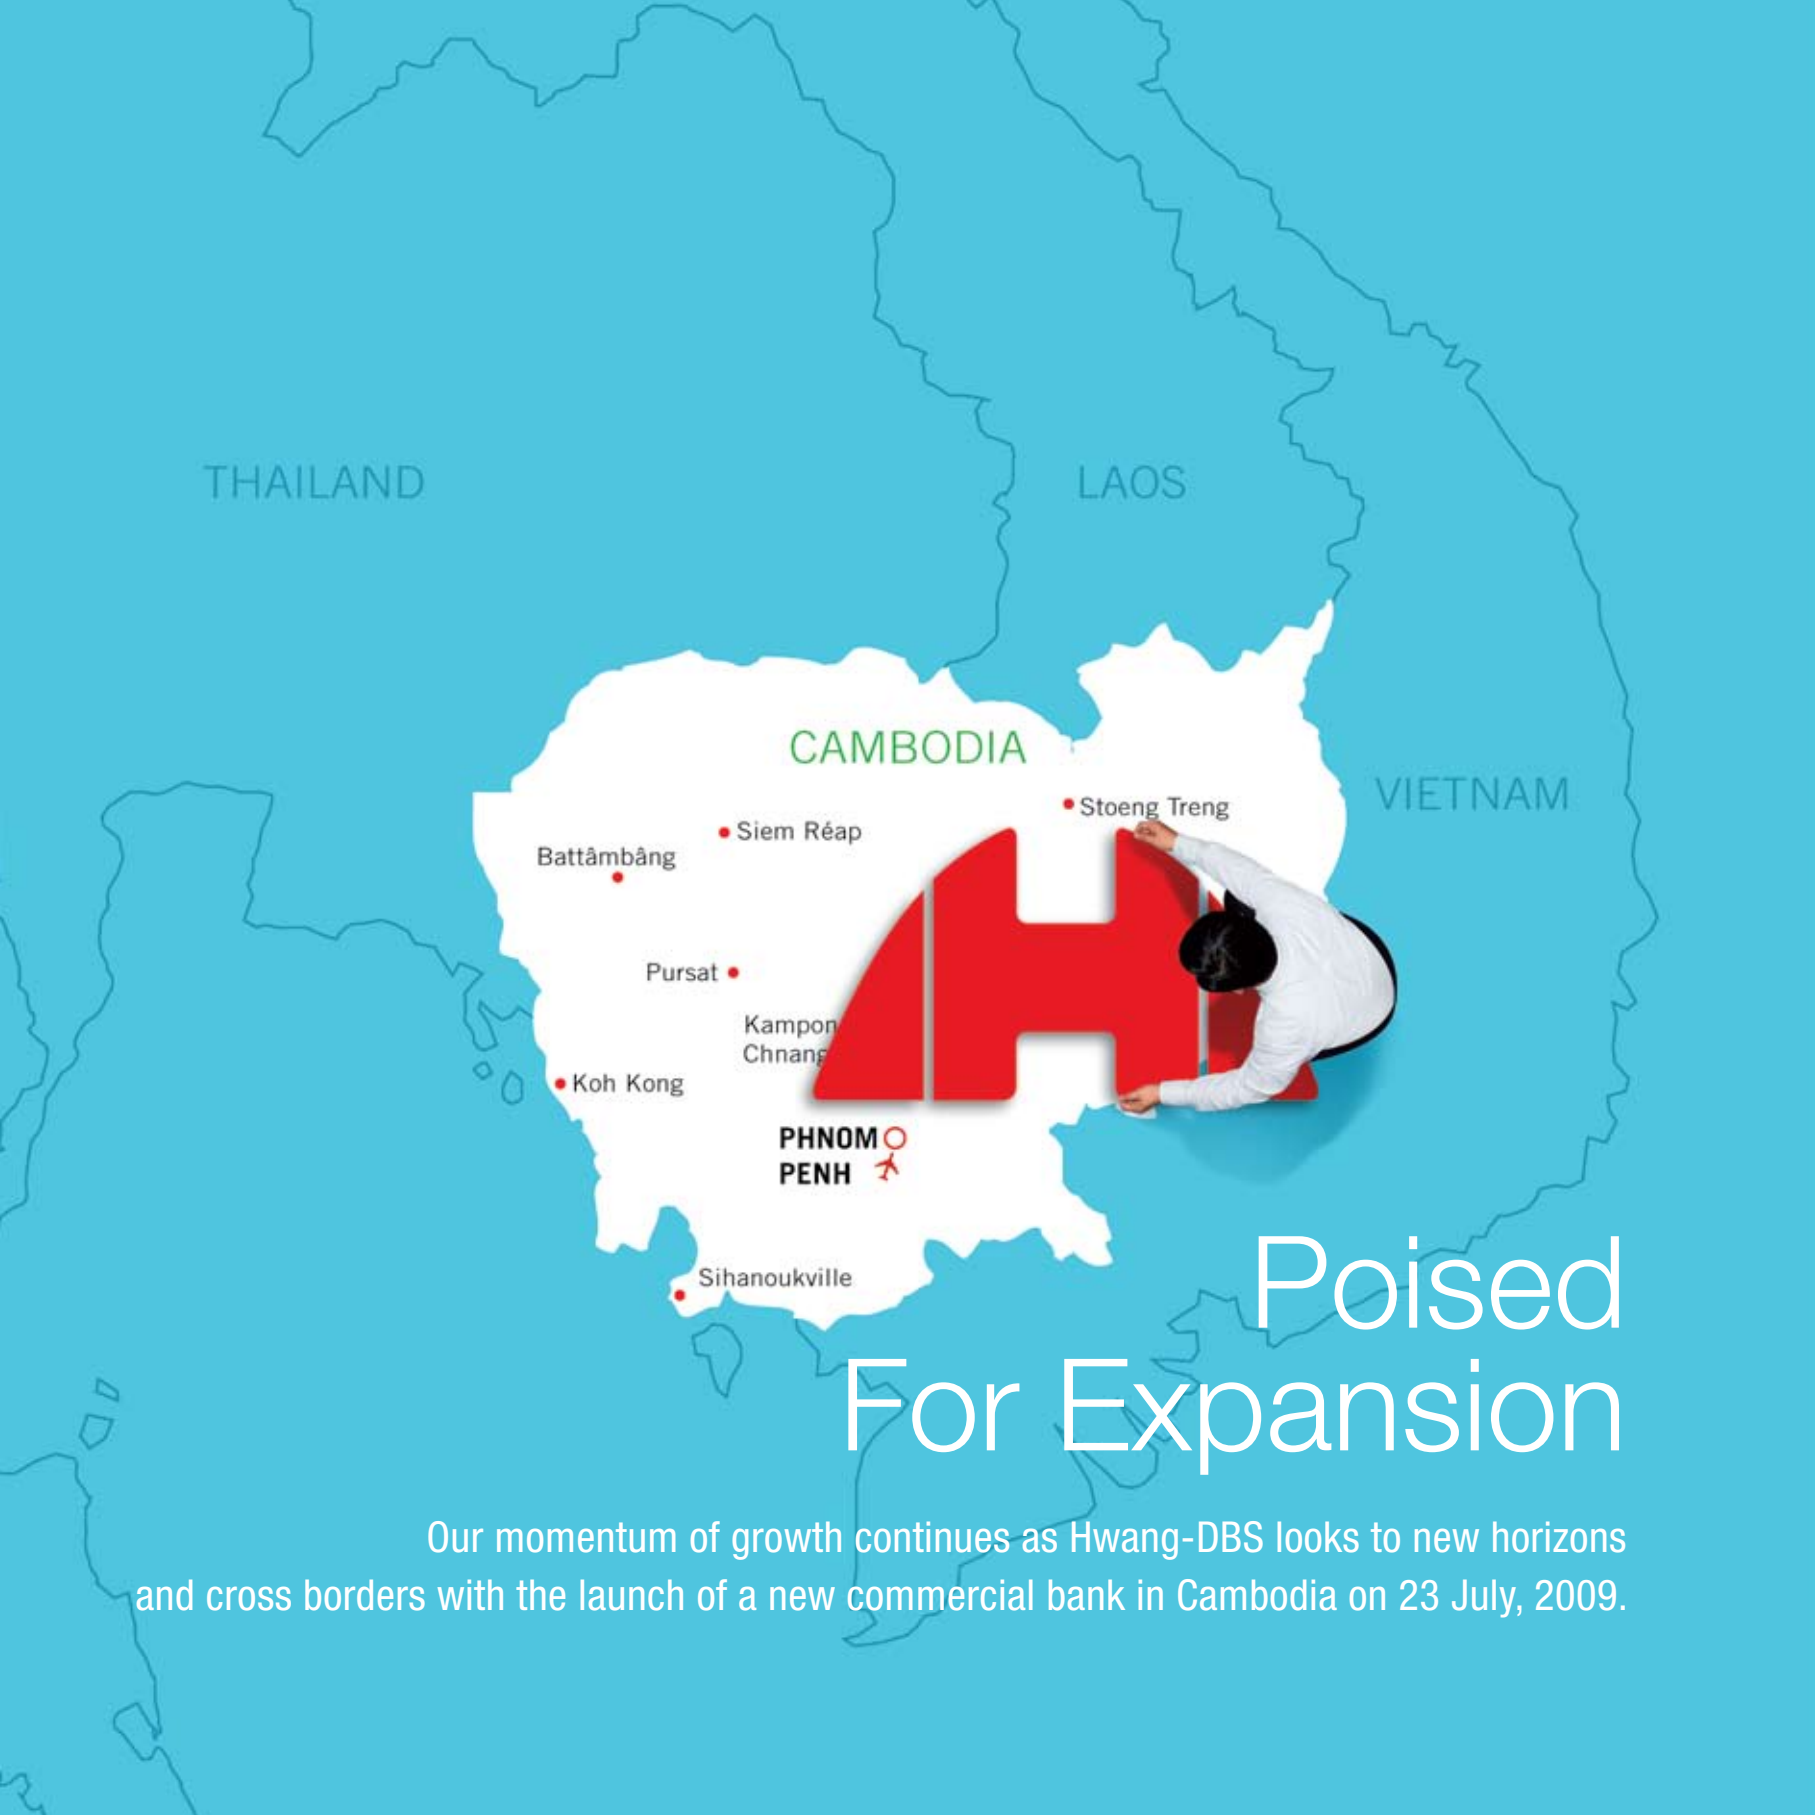 THAILAND
LAOS
CAMBODIA
VIETNAM
Stoeng Treng
Siem Réap
Battâmbâng
Pursat
Kampon
Chnang
Koh Kong
PHNOM
PENH
Sihanoukville
Poised
For Expansion
Our momentum of growth continues as Hwang-DBS looks to new horizons
and cross borders with the launch of a new commercial bank in Cambodia on 23 July, 2009.